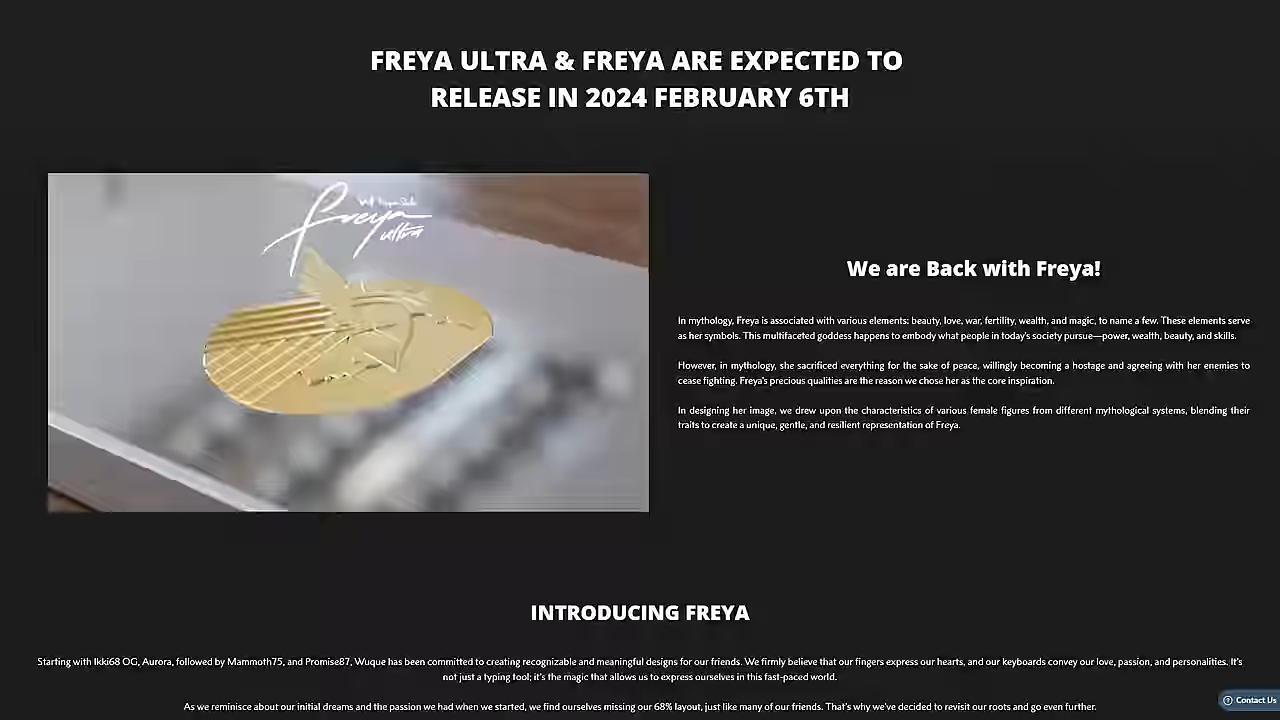 FREYA ULTRA & FREYA ARE EXPECTED TO
RELEASE IN 2024 FEBRUARY 6TH
Freya
ultra
We are Back with Freya!
In mythology, Freya is associated with various elements: beauty, love, war, fertility, wealth, and magic, to name a few. These elements serve
as her symbols. This multifaceted goddess happens to embody what people in today's society pursue—power, wealth, beauty, and skills.
However, in mythology, she sacrificed everything for the sake of peace, willingly becoming a hostage and agreeing with her enemies to
cease fighting. Freya's precious qualities are the reason we chose her as the core inspiration.
In designing her image, we drew upon the characteristics of various female figures from different mythological systems, blending their
traits to create a unique, gentle, and resilient representation of Freya.
INTRODUCING FREYA
Starting with Ikki68 OG, Aurora, followed by Mammoth75, and Promise87, Wuque has been committed to creating recognizable and meaningful designs for our friends. We firmly believe that our fingers express our hearts, and our keyboards convey our love, passion, and personalities. It's
not just a typing tool; it's the magic that allows us to express ourselves in this fast-paced world.
As we reminisce about our initial dreams and the passion we had when we started, we find ourselves missing our 68% layout, just like many of our friends. That's why we've decided to revisit our roots and go even further.
Contact Us